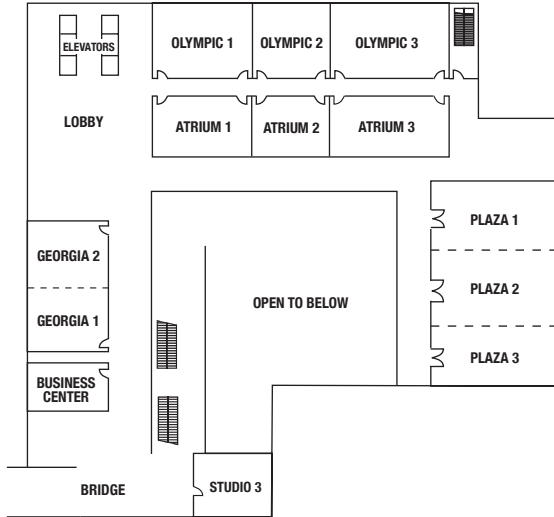 OLYMPIC 1
OLYMPIC 2
OLYMPIC 3
ELEVATORS
LOBBY
ATRIUM 1
ATRIUM 2
ATRIUM 3
PLAZA 1
GEORGIA 2
PLAZA 2
OPEN TO BELOW
GEORGIA 1
PLAZA 3
BUSINESS
CENTER
BRIDGE
STUDIO 3